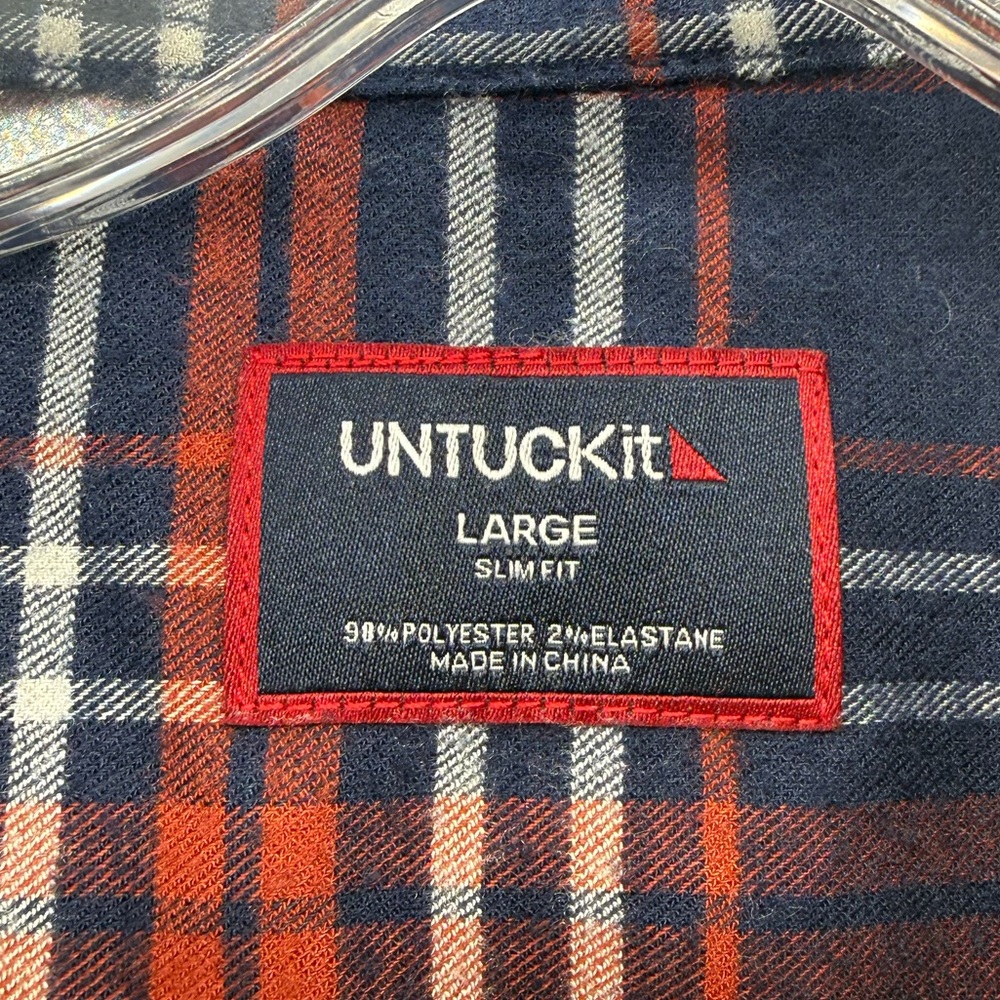 UNTUCKit
LARGE
SLIM FIT
98% POLYESTER 2% ELASTANE
MADE IN CHINA